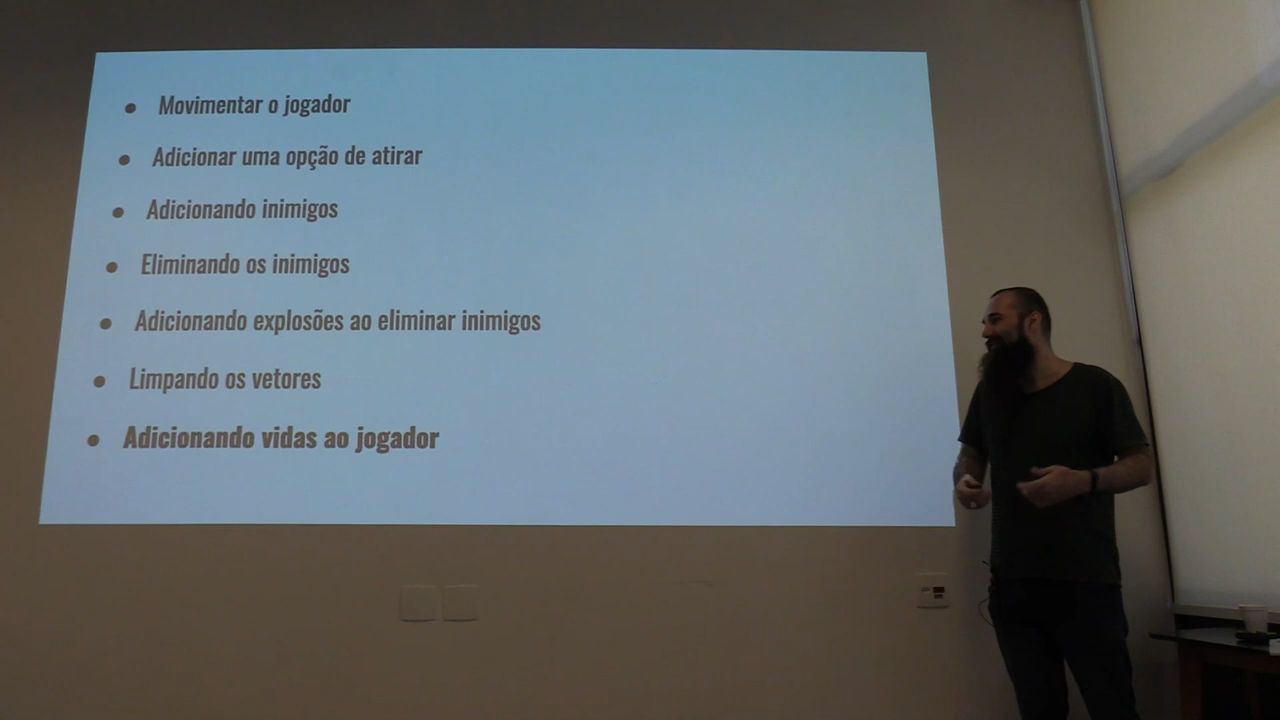 • Movimentar o jogador
• Adicionar uma opção de atirar
• Adicionando inimigos
• Eliminando os inimigos
• Adicionando explosões ao eliminar inimigos
• Limpando os vetores
• Adicionando vidas ao jogador